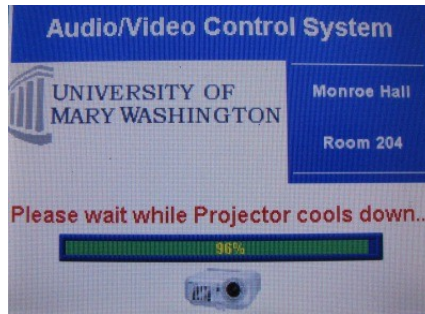 Audio/Video Control System
UNIVERSITY OF
MARY WASHINGTON
Monroe Hall
Room 204
Please wait while Projector cools down..
96%